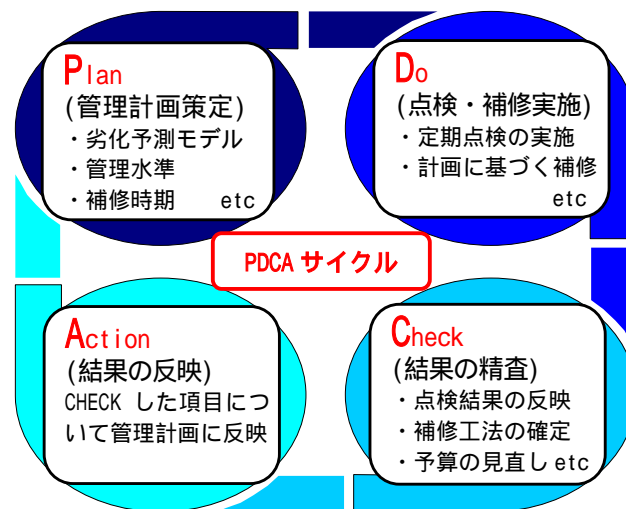 Plan
(管理計画策定)
・劣化予測モデル
・管理水準
・補修時期 etc
Do
(点検・補修実施)
・定期点検の実施
・計画に基づく補修
etc
PDCA サイクル
Action
(結果の反映)
CHECK した項目につ
いて管理計画に反映
Check
(結果の精査)
・点検結果の反映
・補修工法の確定
・予算の見直し etc